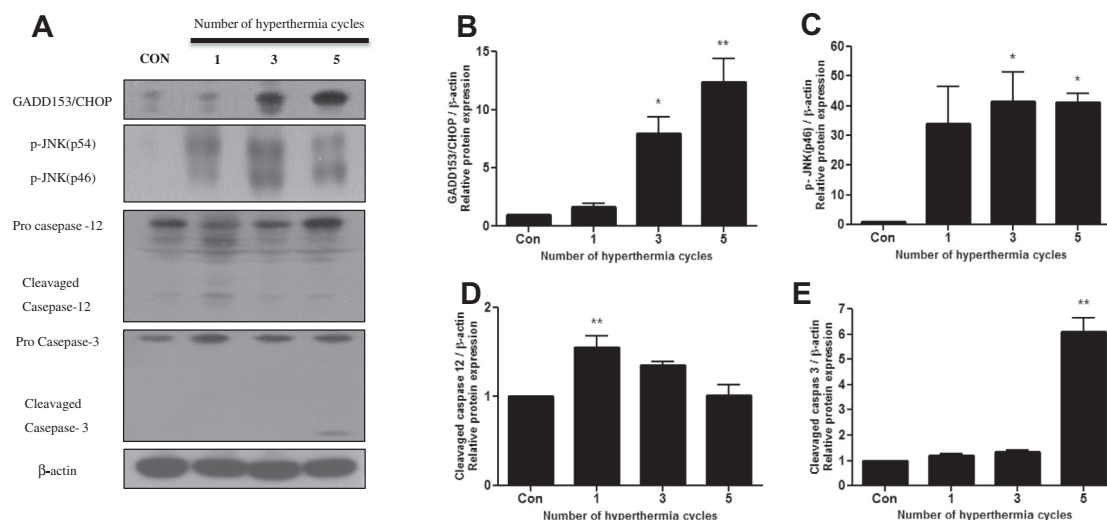 A
Number of hyperthermia cycles
CON 1 3 5
GADD153/CHOP
p-JNK(p54)
p-JNK(p46)
Pro casepase -12
Cleavaged
Casepase-12
Pro Casepase-3
Cleavaged
Casepase- 3
β-actin
B
GADD153/CHOP / β-actin
Relative protein expression
15
10
5
0
*
**
Con 1 3 5
Number of hyperthermia cycles
C
p- JNK(p46) / β-actin
Relative protein expression
60
50
40
30
20
10
0
*
*
Con 1 3 5
Number of hyperthermia cycles
D
Cleavaged caspase 12 / β-actin
Relative protein expression
2
1
0
**
Con 1 3 5
Number of hyperthermia cycles
E
Cleavaged caspas 3 / β-actin
Relative protein expression
7
6
5
4
3
2
1
0
**
Con 1 3 5
Number of hyperthermia cycles